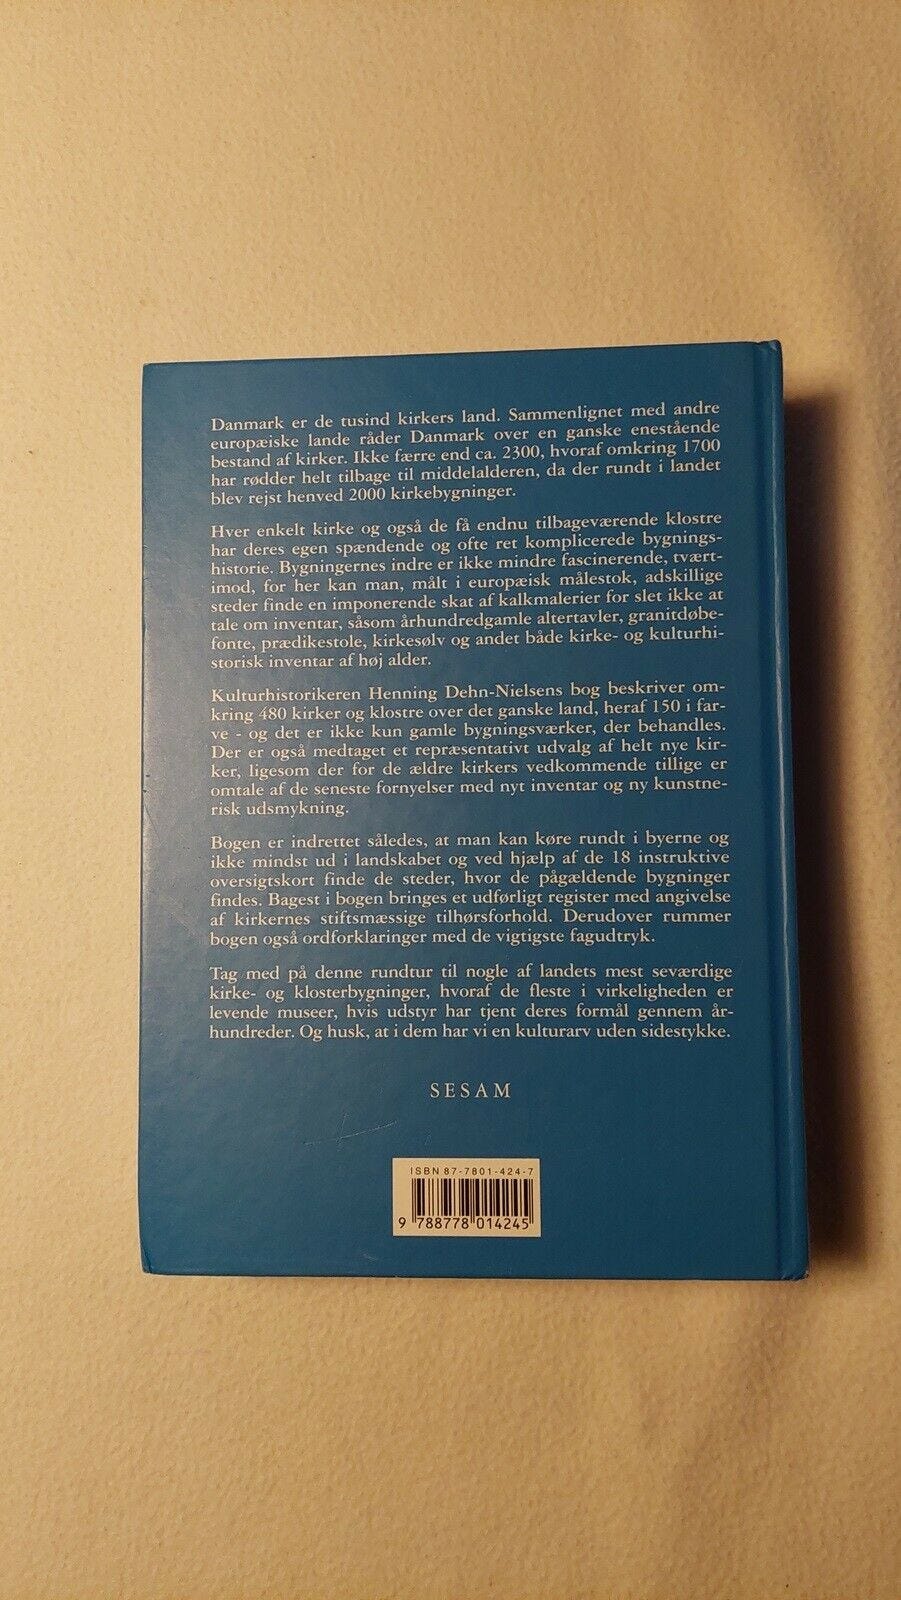 Danmark er de tusind kirkers land. Sammenlignet med andre
europæiske lande råder Danmark over en ganske enestående
bestand af kirker. Ikke færre end ca. 2300, hvoraf omkring 1700
har rødder helt tilbage til middelalderen, da der rundt i landet
blev rejst henved 2000 kirkebygninger.
Hver enkelt kirke og også de få endnu tilbageværende klostre
har deres egen spændende og ofte ret komplicerede bygnings-
historie. Bygningernes indre er ikke mindre fascinerende, tvært-
imod, for her kan man, målt i europæisk målestok, adskillige
steder finde en imponerende skat af kalkmalerier for slet ikke at
tale om inventar, såsom århundredgamle altertavler, granitdøbe-
fonte, prædikestole, kirkesølv og andet både kirke- og kulturhi-
storisk inventar af høj alder.
Kulturhistorikeren Henning Dehn-Nielsens bog beskriver om-
kring 480 kirker og klostre over det ganske land, heraf 150 i far-
ve - og det er ikke kun gamle bygningsværker, der behandles.
Der er også medtaget et repræsentativt udvalg af helt nye kir-
ker, ligesom der for de ældre kirkers vedkommende tillige er
omtale af de seneste fornyelser med nyt inventar og ny kunstne-
risk udsmykning.
Bogen er indrettet således, at man kan køre rundt i byerne og
ikke mindst ud i landskabet og ved hjælp af de 18 instruktive
oversigtskort finde de steder, hvor de pågældende bygninger
findes. Bagest i bogen bringes et udførligt register med angivelse
af kirkernes stiftsmæssige tilhørsforhold. Derudover rummer
bogen også ordforklaringer med de vigtigste fagudtryk.
Tag med på denne rundtur til nogle af landets mest seværdige
kirke- og klosterbygninger, hvoraf de fleste i virkeligheden er
levende museer, hvis udstyr har tjent deres formål gennem år-
hundreder. Og husk, at i dem har vi en kulturarv uden sidestykke.
SESAM
ISBN 87-7801-424-7
9 788778 014245